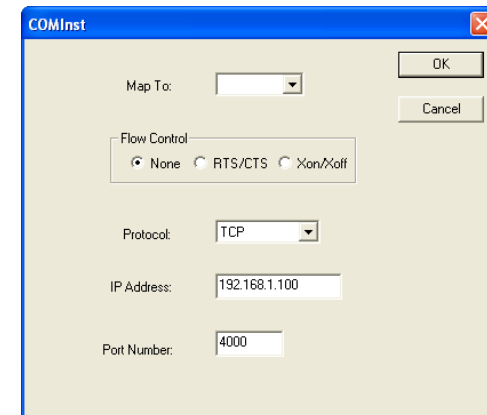 COMInst
OK
Map To:
Cancel
Flow Control
None RTS/CTS Xon/Xoff
Protocol: TCP
IP Address: 192.168.1.100
Port Number: 4000